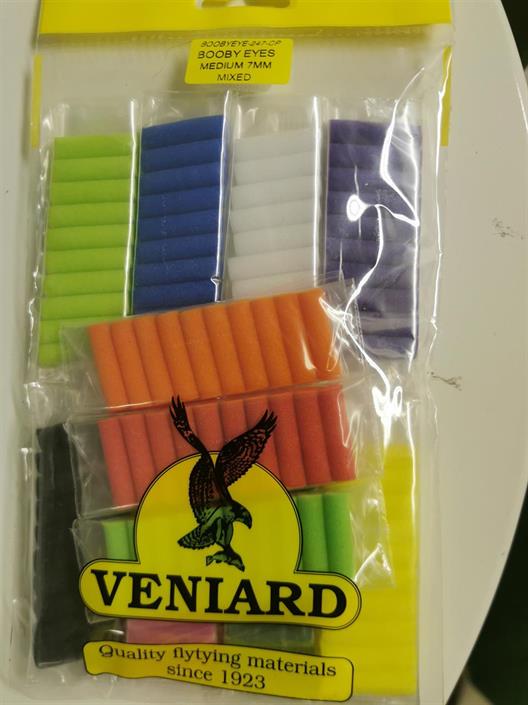 BOOBYEYE-247-CP
BOOBY EYES
MEDIUM 7MM
MIXED
VENIARD
Quality flytying materials
since 1923